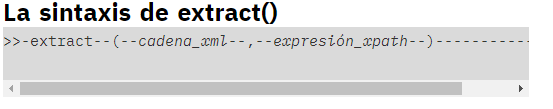 La sintaxis de extract()
>>-extract--(--cadena_xml--,--expresión_xpath--)-----------